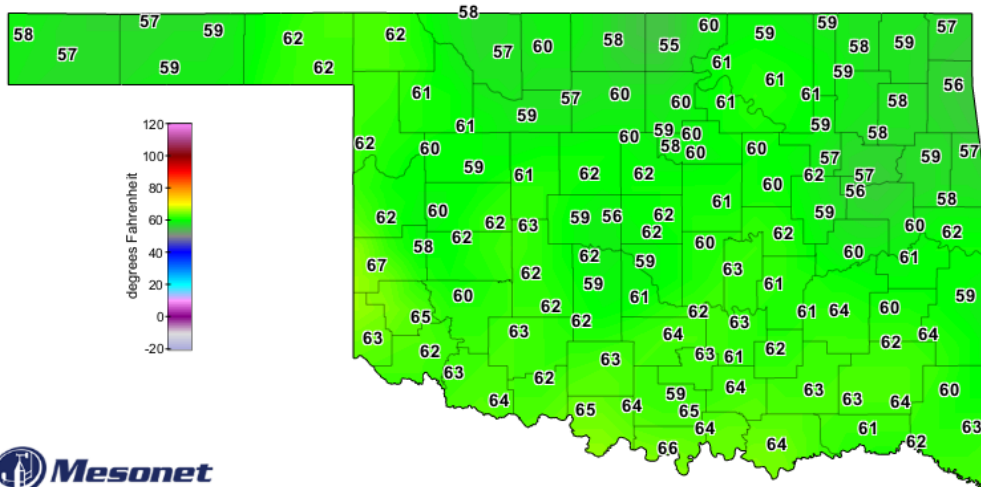 58
58 57 59 62 62 60 59 59 57
57 59 62 57 60 58 55 61 58 59
61 59 57 60 60 61 61 61 59 58 56
62 61 60 59 61 60 59 60 58 60 60 59 58 59 57
62 62 61 60 62 57 57 56 58
62 60 62 63 59 56 62 62 59 60 62
58 62 62 59 60 62 60 61
67 62 59 61 63 61 59
60 62 62 62 61 64 60
65 63 64 63 62 64
63 62 63 63 61 62
63 62 64 63 60
64 65 64 59 65 63 64
66 64 64 61 62 63
120
100
80
60
40
20
0
-20
degrees Fahrenheit
Mesonet